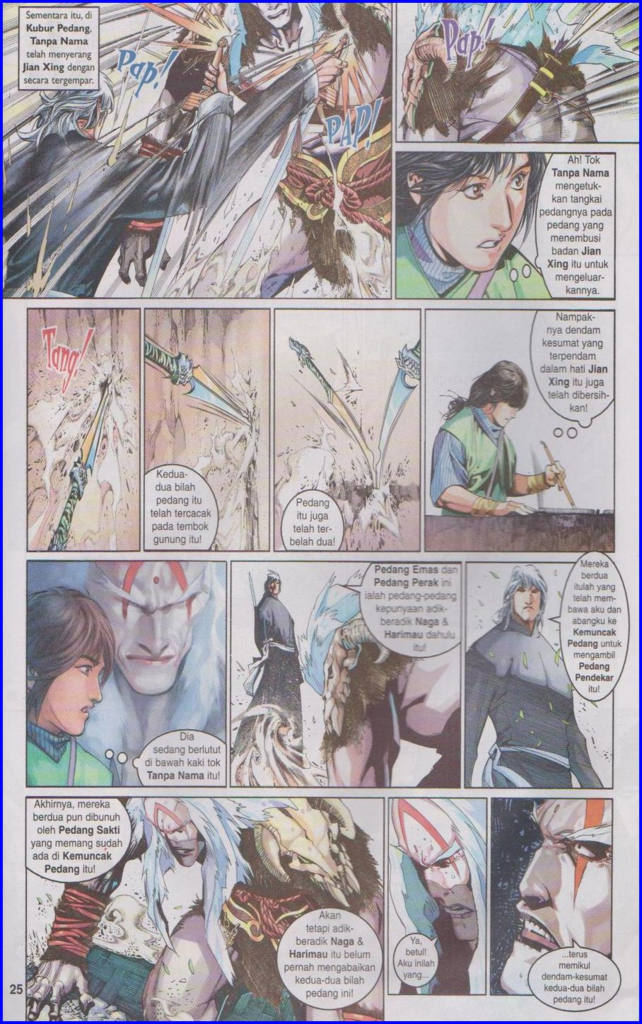 Sementara itu, di
Kubur Pedang,
Tanpa Nama
telah menyerang
Jian Xing dengan
secara tergempar.
Pap!
PAP!
Pap!
Ah! Tok
Tanpa Nama
mengetuk-
kan tangkai
pedangnya pada
pedang yang
menembusi
badan Jian
Xing itu untuk
mengeluar-
kannya.
Tang!
Kedua-
dua bilah
pedang itu
telah tercacak
pada tembok
gunung itu!
Pedang
itu juga
telah ter-
belah dua!
Nampak-
nya dendam
kesumat yang
terpendam
dalam hati Jian
Xing itu juga
telah dibersih-
kan!
Dia
sedang berlutut
di bawah kaki tok
Tanpa Nama itu!
Pedang Emas dan
Pedang Perak ini
ialah pedang-pedang
kepunyaan adik-
beradik Naga &
Harimau dahulu
itu!
Mereka
berdua
itulah yang
telah mem-
bawa aku dan
abangku ke
Kemuncak
Pedang untuk
mengambil
Pedang
Pendekar
itu!
Akhirnya, mereka
berdua pun dibunuh
oleh Pedang Sakti
yang memang sudah
ada di Kemuncak
Pedang itu!
Akan
tetapi adik-
beradik Naga &
Harimau itu belum
pernah mengabaikan
kedua-dua bilah
pedang ini!
Ya,
betul!
Aku inilah
yang...
...terus
memikul
dendam-kesumat
kedua-dua bilah
pedang itu!
25